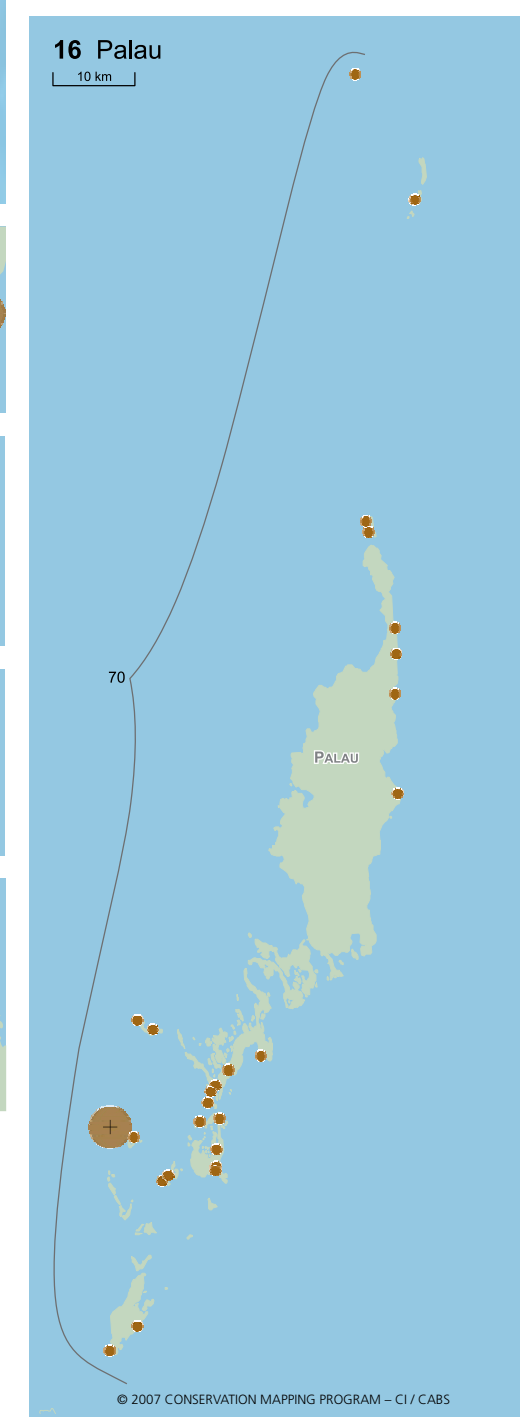 16 Palau
10 km
70
PALAU
© 2007 CONSERVATION MAPPING PROGRAM – CI / CABS